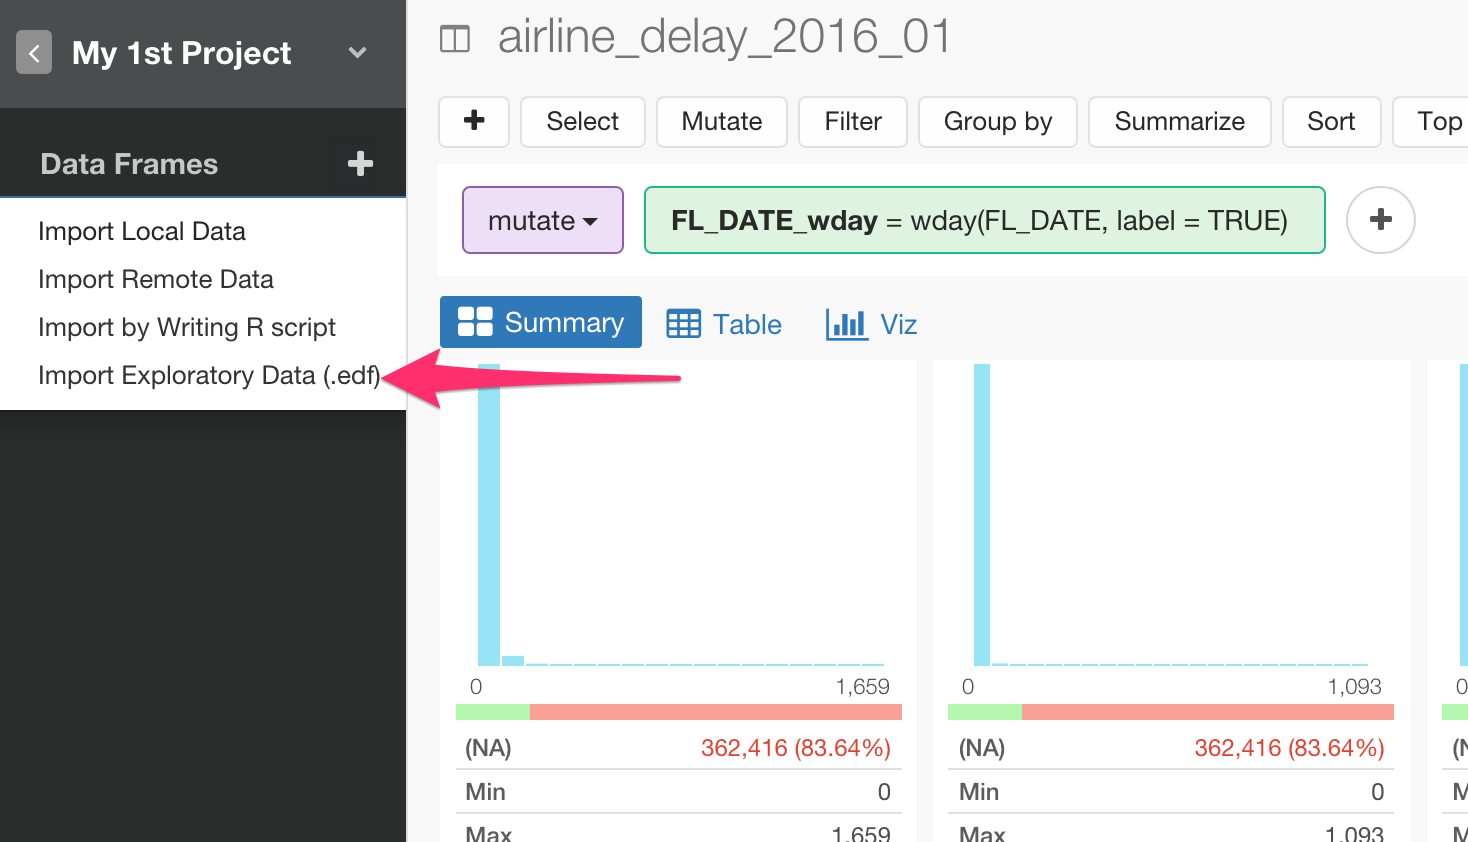 My 1st Project
Data Frames
Import Local Data
Import Remote Data
Import by Writing R script
Import Exploratory Data (.edf)
airline_delay_2016_01
Select Mutate Filter Group by Summarize Sort Top
mutate FL_DATE_wday = wday(FL_DATE, label = TRUE)
Summary Table Viz
0 1,659
(NA) 362,416 (83.64%)
Min 0
Max 1,659
0 1,093
(NA) 362,416 (83.64%)
Min 0
Max 1,093
0